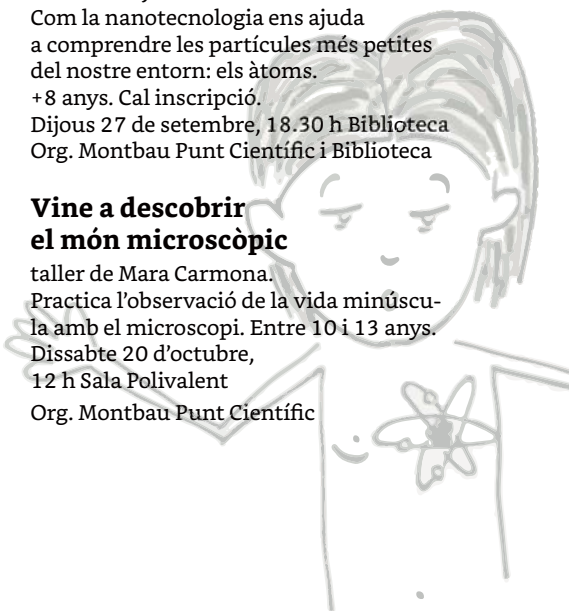 Com la nanotecnologia ens ajuda
a comprendre les partícules més petites
del nostre entorn: els àtoms.
+8 anys. Cal inscripció.
Dijous 27 de setembre, 18.30 h Biblioteca
Org. Montbau Punt Científic i Biblioteca
Vine a descobrir
el món microscòpic
taller de Mara Carmona.
Practica l’observació de la vida minúscu-
la amb el microscopi. Entre 10 i 13 anys.
Dissabte 20 d’octubre,
12 h Sala Polivalent
Org. Montbau Punt Científic